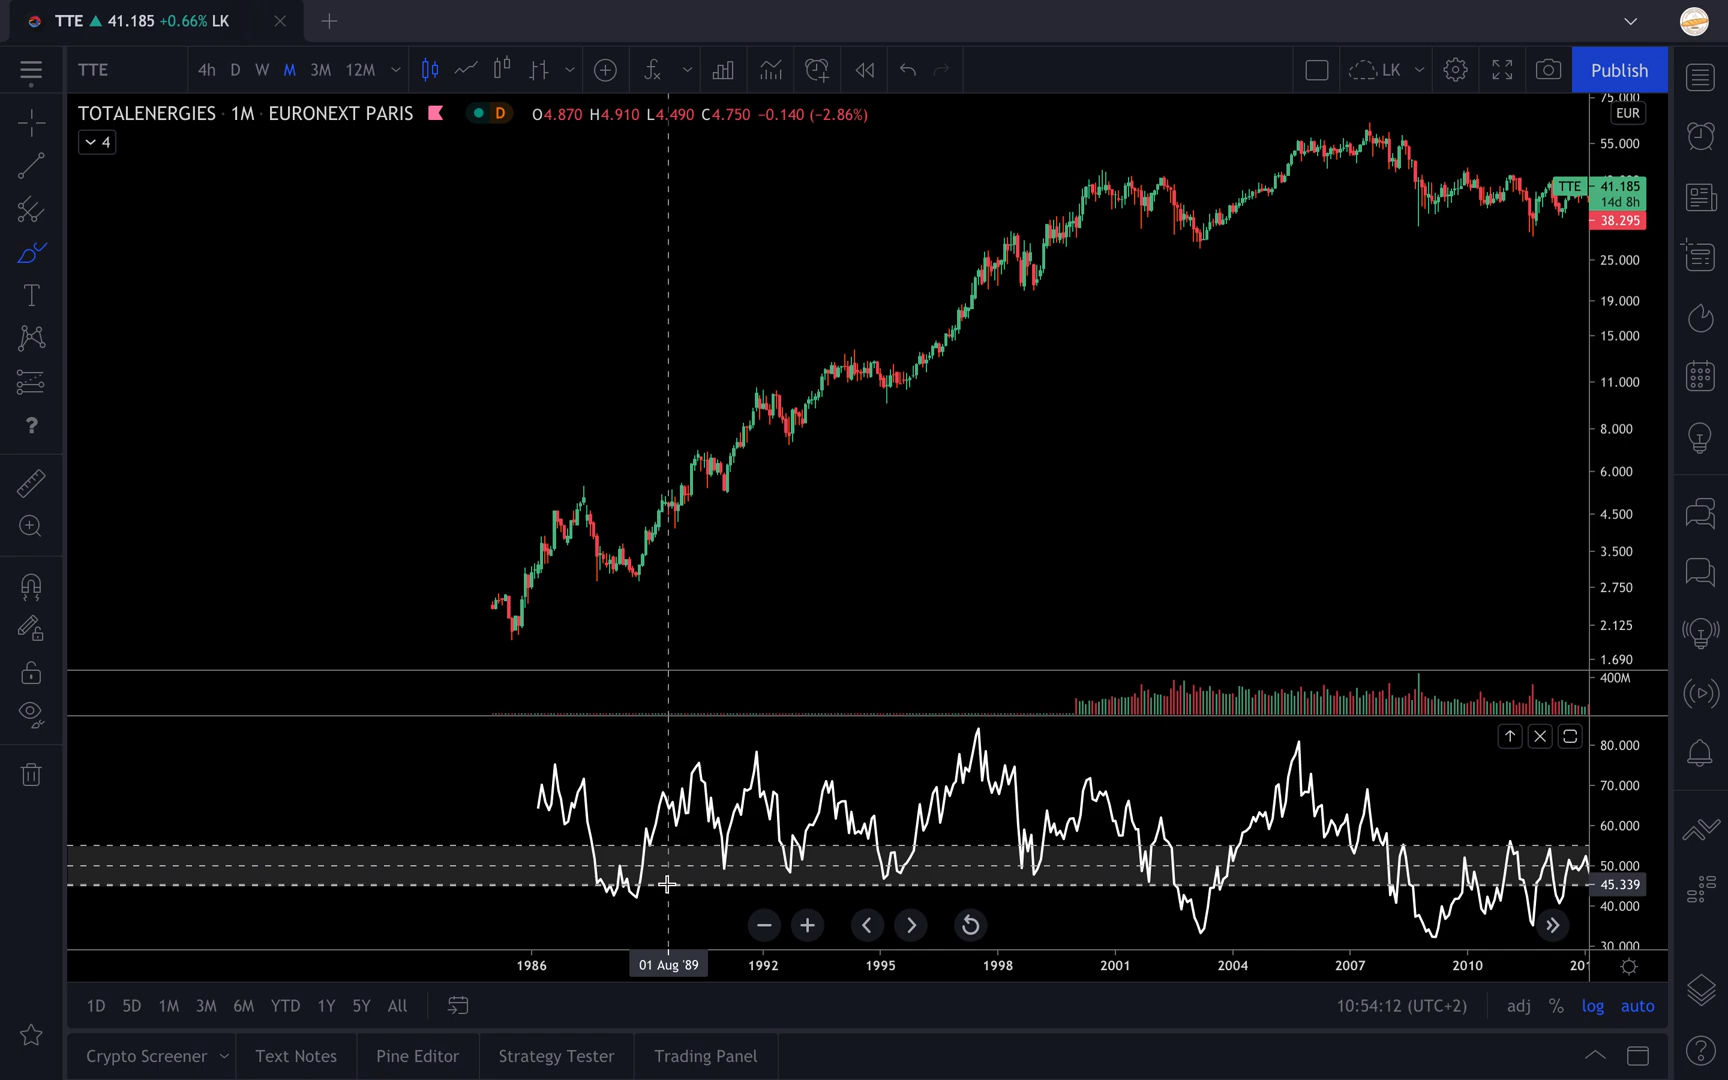 TTE ▲ 41.185 +0.66% LK
TTE
4h D W M 3M 12M
LK
Publish
TOTALENERGIES · 1M · EURONEXT PARIS
D
O4.870 H4.910 L4.490 C4.750 −0.140 (−2.86%)
4
75.000
EUR
55.000
TTE 41.185
14d 8h
38.295
25.000
19.000
15.000
11.000
8.000
6.000
4.500
3.500
2.750
2.125
1.690
400M
80.000
70.000
60.000
50.000
45.339
40.000
30.000
1986 01 Aug '89 1992 1995 1998 2001 2004 2007 2010 201
1D 5D 1M 3M 6M YTD 1Y 5Y All
10:54:12 (UTC+2) adj % log auto
Crypto Screener Text Notes Pine Editor Strategy Tester Trading Panel